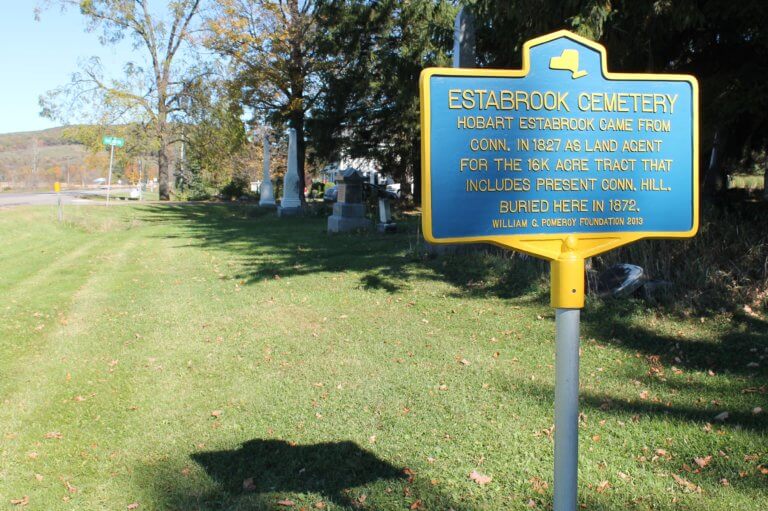 ESTABROOK CEMETERY
HOBART ESTABROOK CAME FROM
CONN. IN 1827 AS LAND AGENT
FOR THE 16K ACRE TRACT THAT
INCLUDES PRESENT CONN. HILL.
BURIED HERE IN 1872.
WILLIAM G. POMEROY FOUNDATION 2013